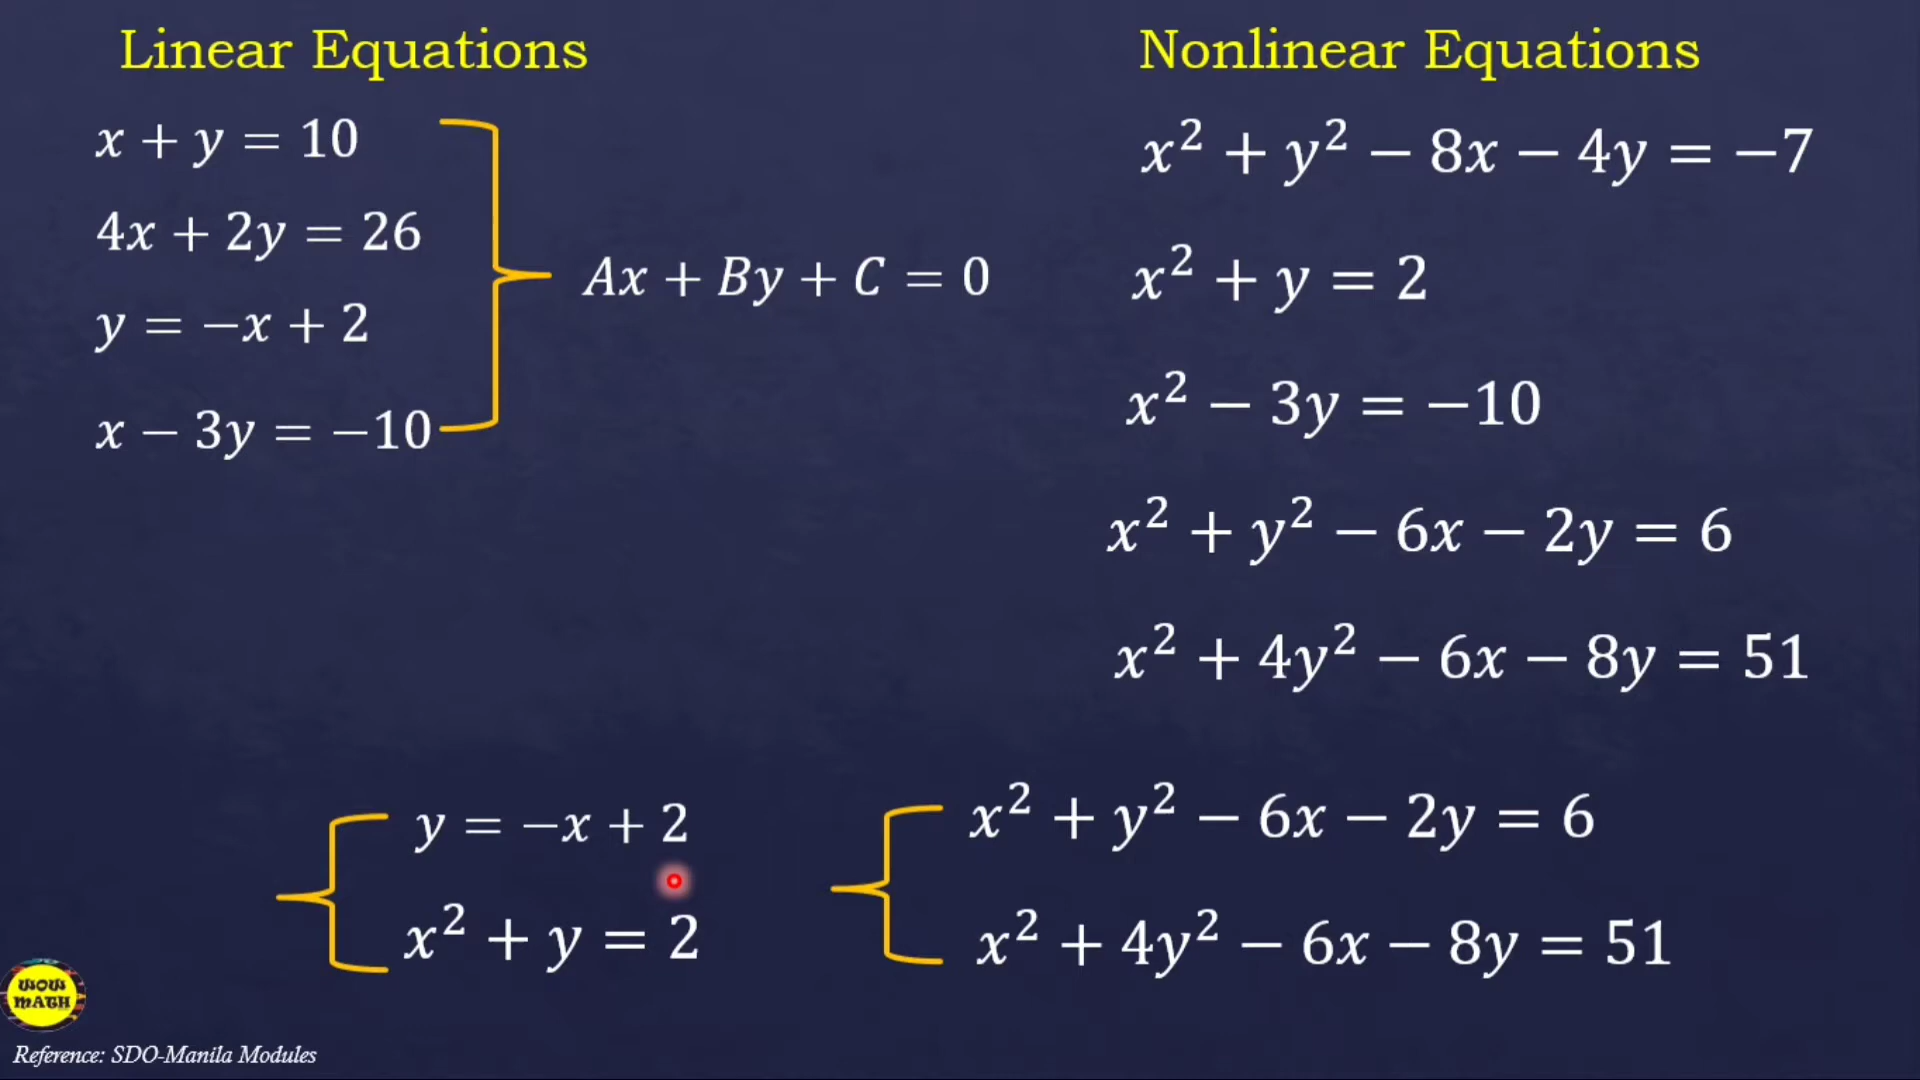 Linear Equations
x + y = 10
4x + 2y = 26
y = −x + 2
x − 3y = −10
Ax + By + C = 0
Nonlinear Equations
x² + y² − 8x − 4y = −7
x² + y = 2
x² − 3y = −10
x² + y² − 6x − 2y = 6
x² + 4y² − 6x − 8y = 51
y = −x + 2
x² + y = 2
x² + y² − 6x − 2y = 6
x² + 4y² − 6x − 8y = 51
WOW
MATH
Reference: SDO-Manila Modules